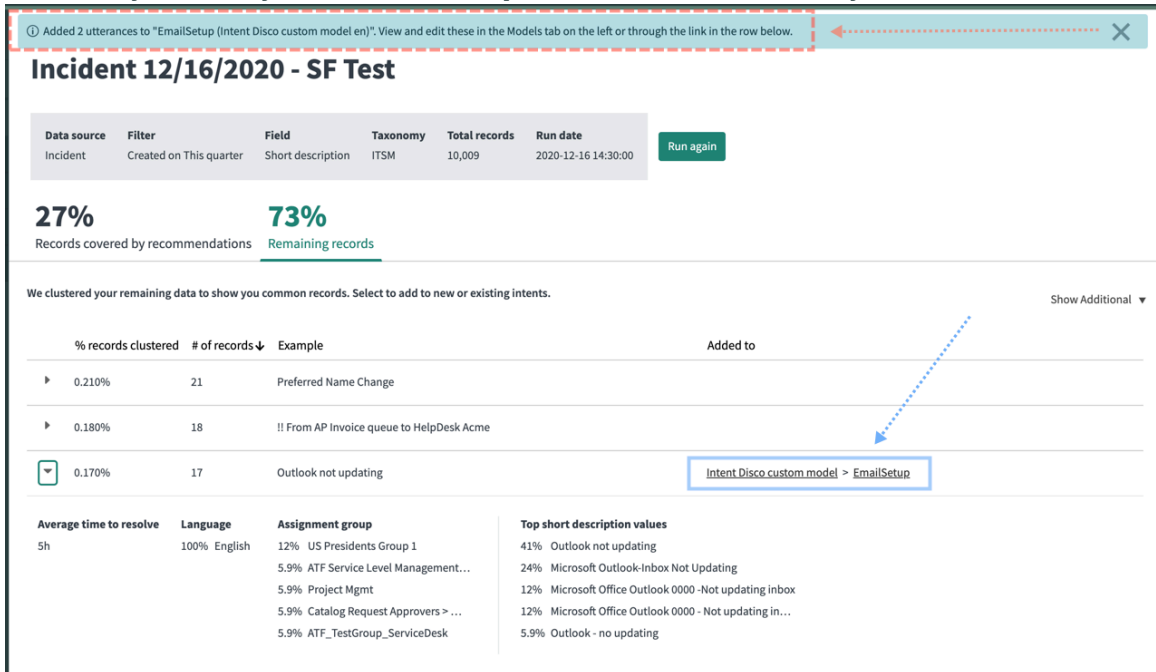 ⓘ Added 2 utterances to "EmailSetup (Intent Disco custom model en)". View and edit these in the Models tab on the left or through the link in the row below.
Incident 12/16/2020 - SF Test
Data source Filter Field Taxonomy Total records Run date
Incident Created on This quarter Short description ITSM 10,009 2020-12-16 14:30:00
Run again
27% 73%
Records covered by recommendations Remaining records
We clustered your remaining data to show you common records. Select to add to new or existing intents.
Show Additional ▼
% records clustered # of records↓ Example Added to
0.210% 21 Preferred Name Change
0.180% 18 !! From AP Invoice queue to HelpDesk Acme
0.170% 17 Outlook not updating Intent Disco custom model > EmailSetup
Average time to resolve Language Assignment group Top short description values
5h 100% English 12% US Presidents Group 1 41% Outlook not updating
5.9% ATF Service Level Management... 24% Microsoft Outlook-Inbox Not Updating
5.9% Project Mgmt 12% Microsoft Office Outlook 0000 -Not updating inbox
5.9% Catalog Request Approvers > ... 12% Microsoft Office Outlook 0000 - Not updating in...
5.9% ATF_TestGroup_ServiceDesk 5.9% Outlook - no updating